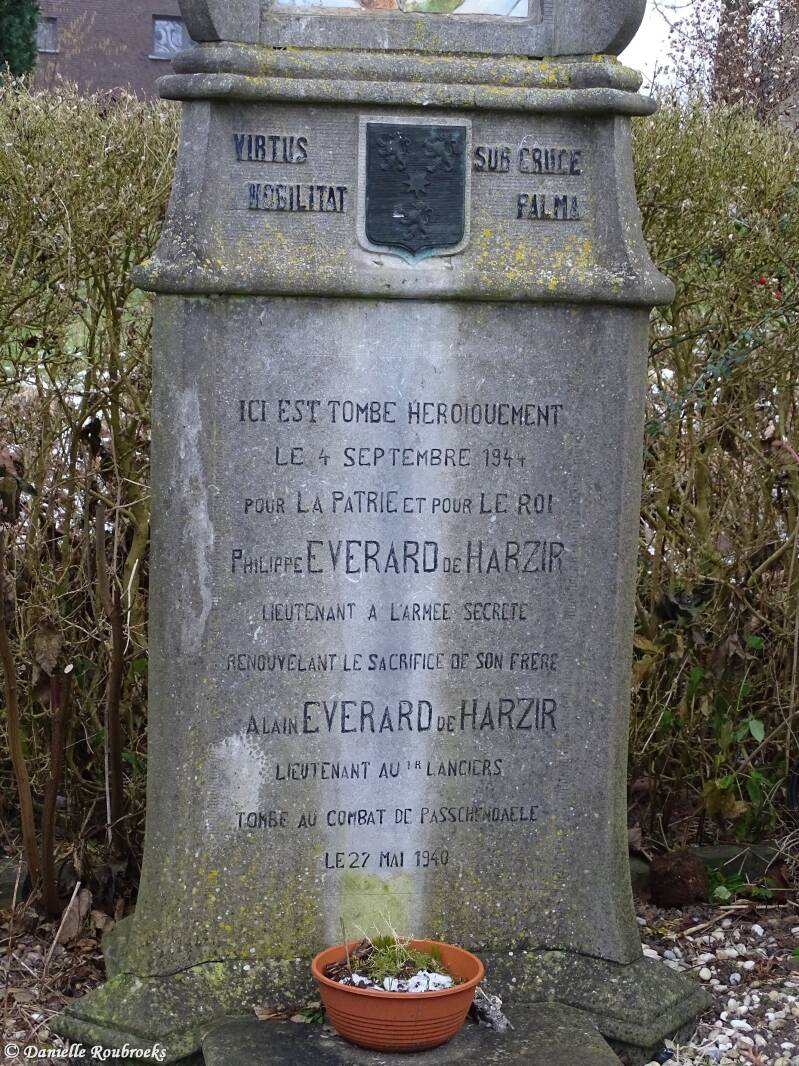 VIRTUS SUB CRUCE
NOBILITAT PALMA
ICI EST TOMBE HEROIQUEMENT
LE 4 SEPTEMBRE 1944
POUR LA PATRIE ET POUR LE ROI
PHILIPPE EVERARD DE HARZIR
LIEUTENANT A L'ARMEE SECRETE
RENOUVELANT LE SACRIFICE DE SON FRERE
ALAIN EVERARD DE HARZIR
LIEUTENANT AU 1R LANCIERS
TOMBE AU COMBAT DE PASSCHENDAELE
LE 27 MAI 1940
© Danielle Roubroeks